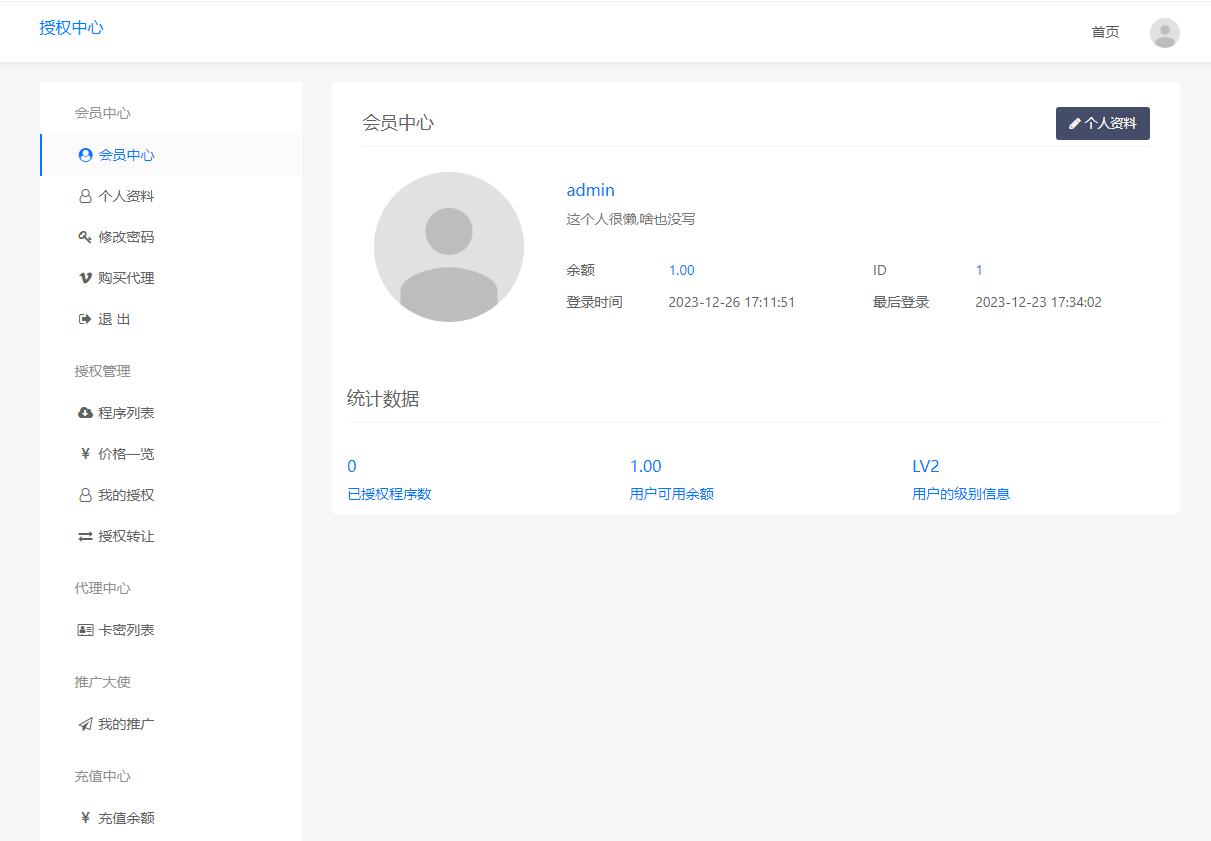 授权中心
首页
会员中心
会员中心
个人资料
修改密码
购买代理
退 出
授权管理
程序列表
¥ 价格一览
我的授权
授权转让
代理中心
卡密列表
推广大使
我的推广
充值中心
¥ 充值余额
会员中心
个人资料
admin
这个人很懒,啥也没写
余额 1.00 ID 1
登录时间 2023-12-26 17:11:51 最后登录 2023-12-23 17:34:02
统计数据
0 1.00 LV2
已授权程序数 用户可用余额 用户的级别信息